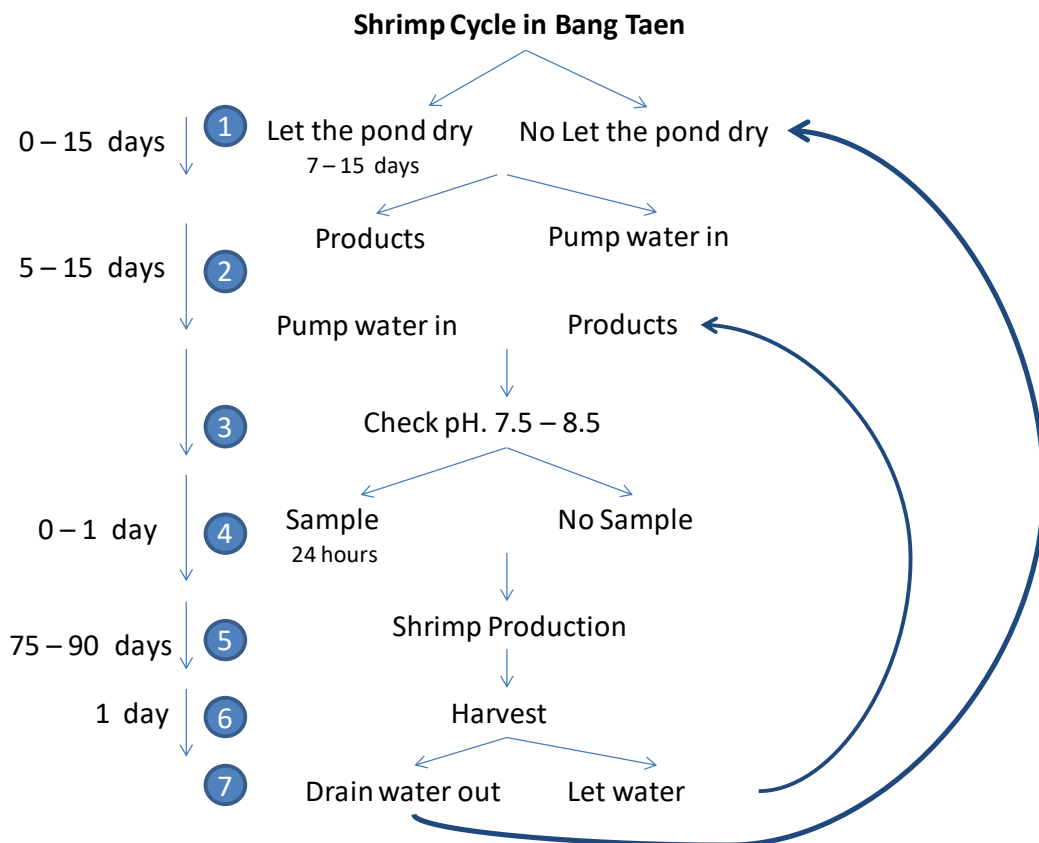 Shrimp Cycle in Bang Taen
0 – 15 days
1
Let the pond dry
No Let the pond dry
7 – 15 days
Products
Pump water in
5 – 15 days
2
Pump water in
Products
3
Check pH. 7.5 – 8.5
0 – 1 day
4
Sample
No Sample
24 hours
75 – 90 days
5
Shrimp Production
1 day
6
Harvest
7
Drain water out
Let water